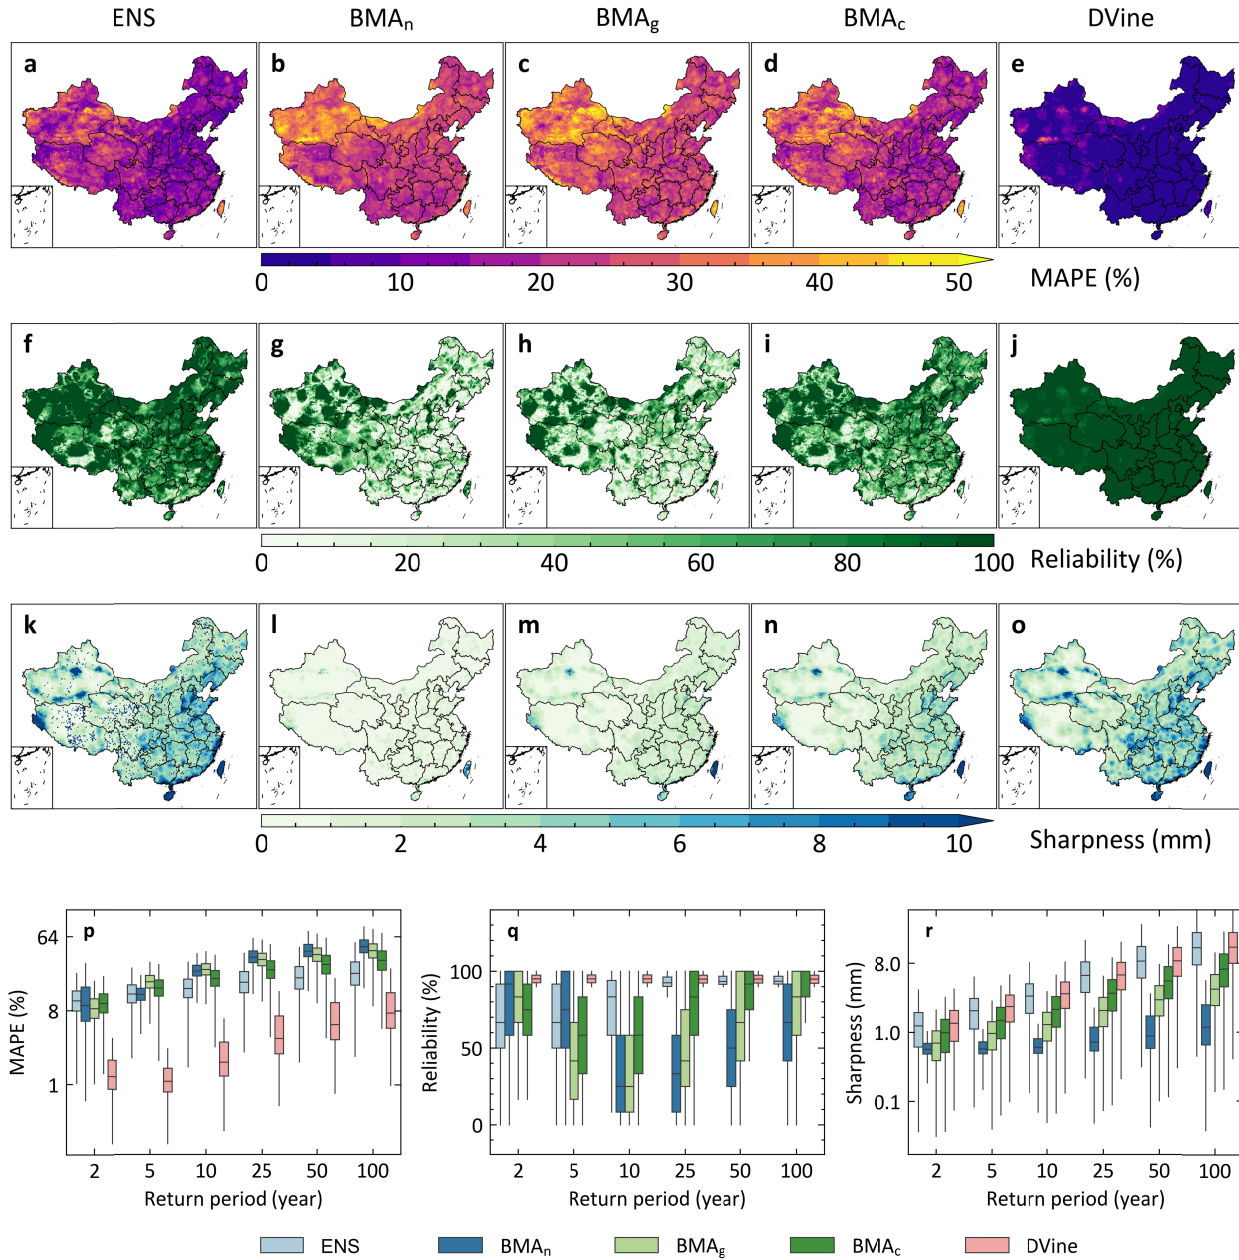 ENS BMAn BMAg BMAc DVine
a b c d e
0 10 20 30 40 50 MAPE (%)
f g h i j
0 20 40 60 80 100 Reliability (%)
k l m n o
0 2 4 6 8 10 Sharpness (mm)
p
64
8
1
MAPE (%)
2 5 10 25 50 100
Return period (year)
q
100
50
0
Reliability (%)
2 5 10 25 50 100
Return period (year)
r
8.0
1.0
0.1
Sharpness (mm)
2 5 10 25 50 100
Return period (year)
ENS BMAn BMAg BMAc DVine